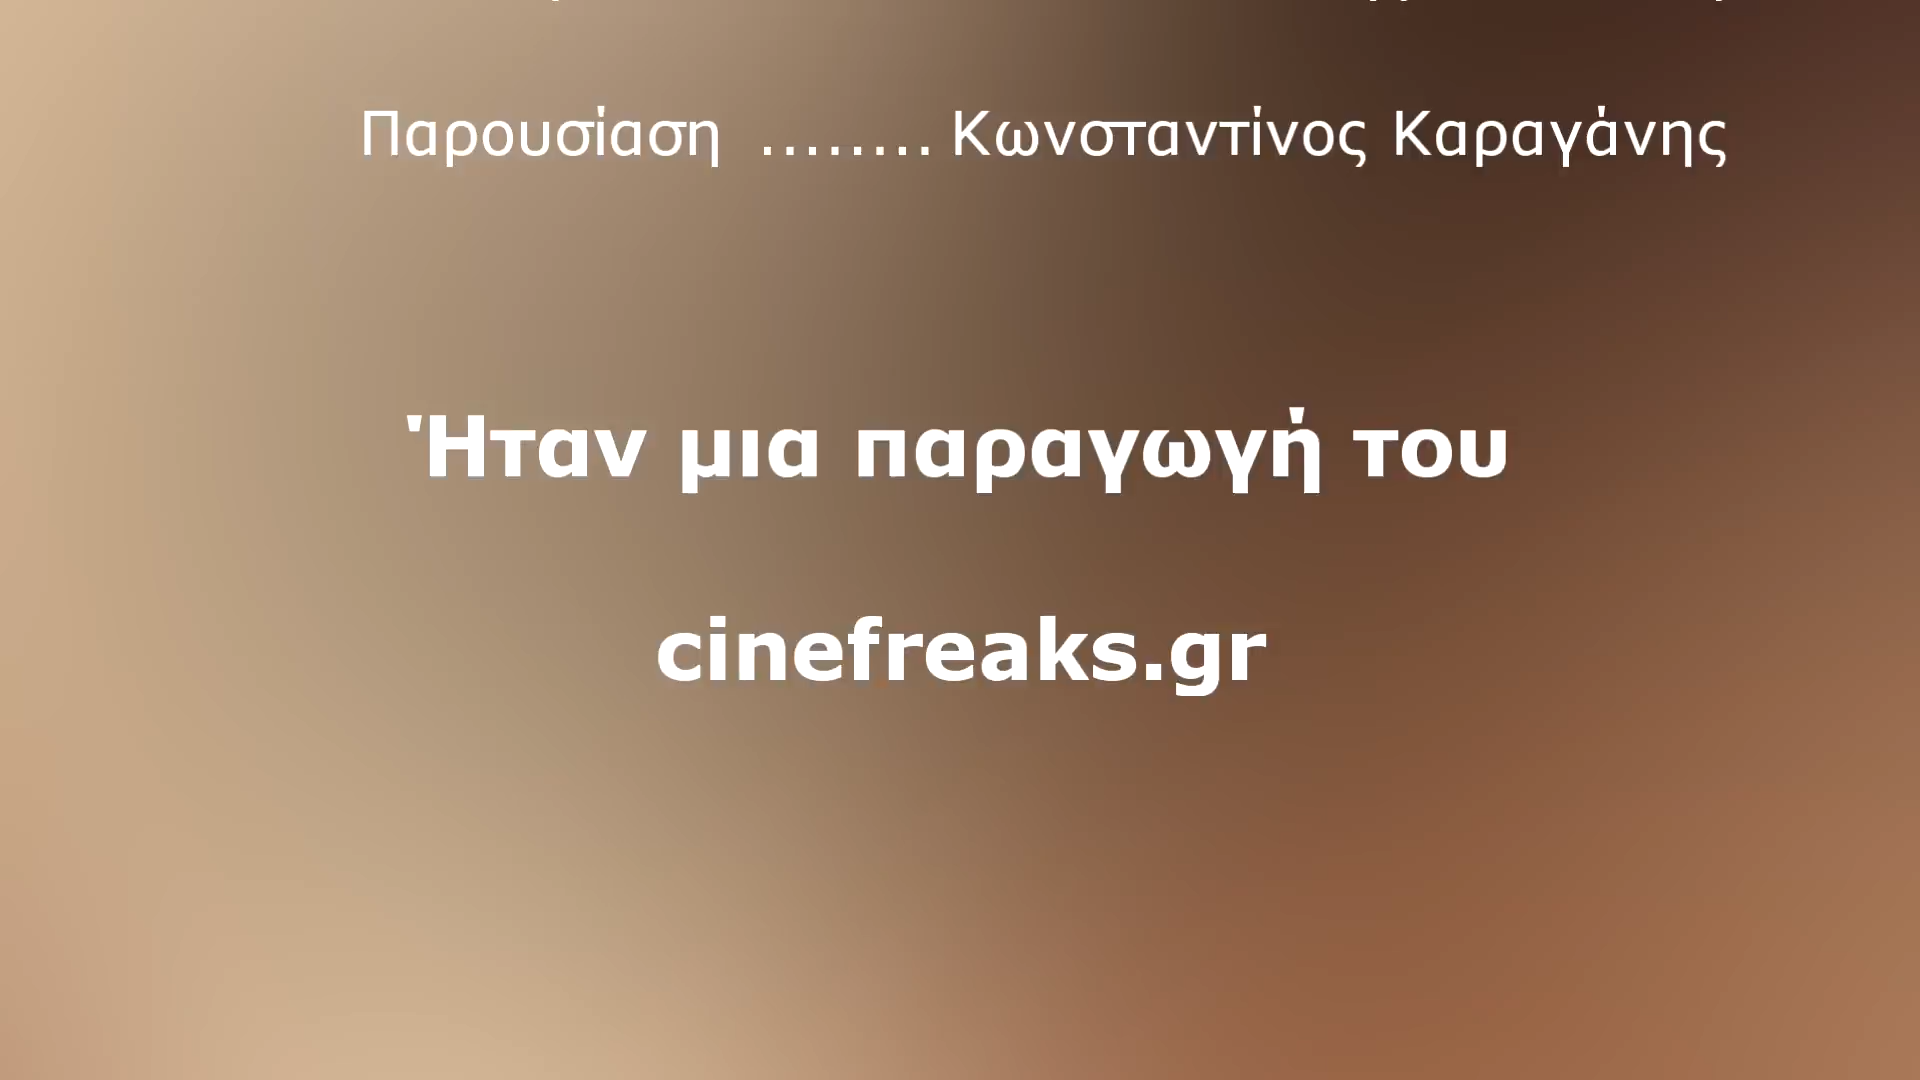 Παρουσίαση ........ Κωνσταντίνος Καραγάνης
Ήταν μια παραγωγή του
cinefreaks.gr